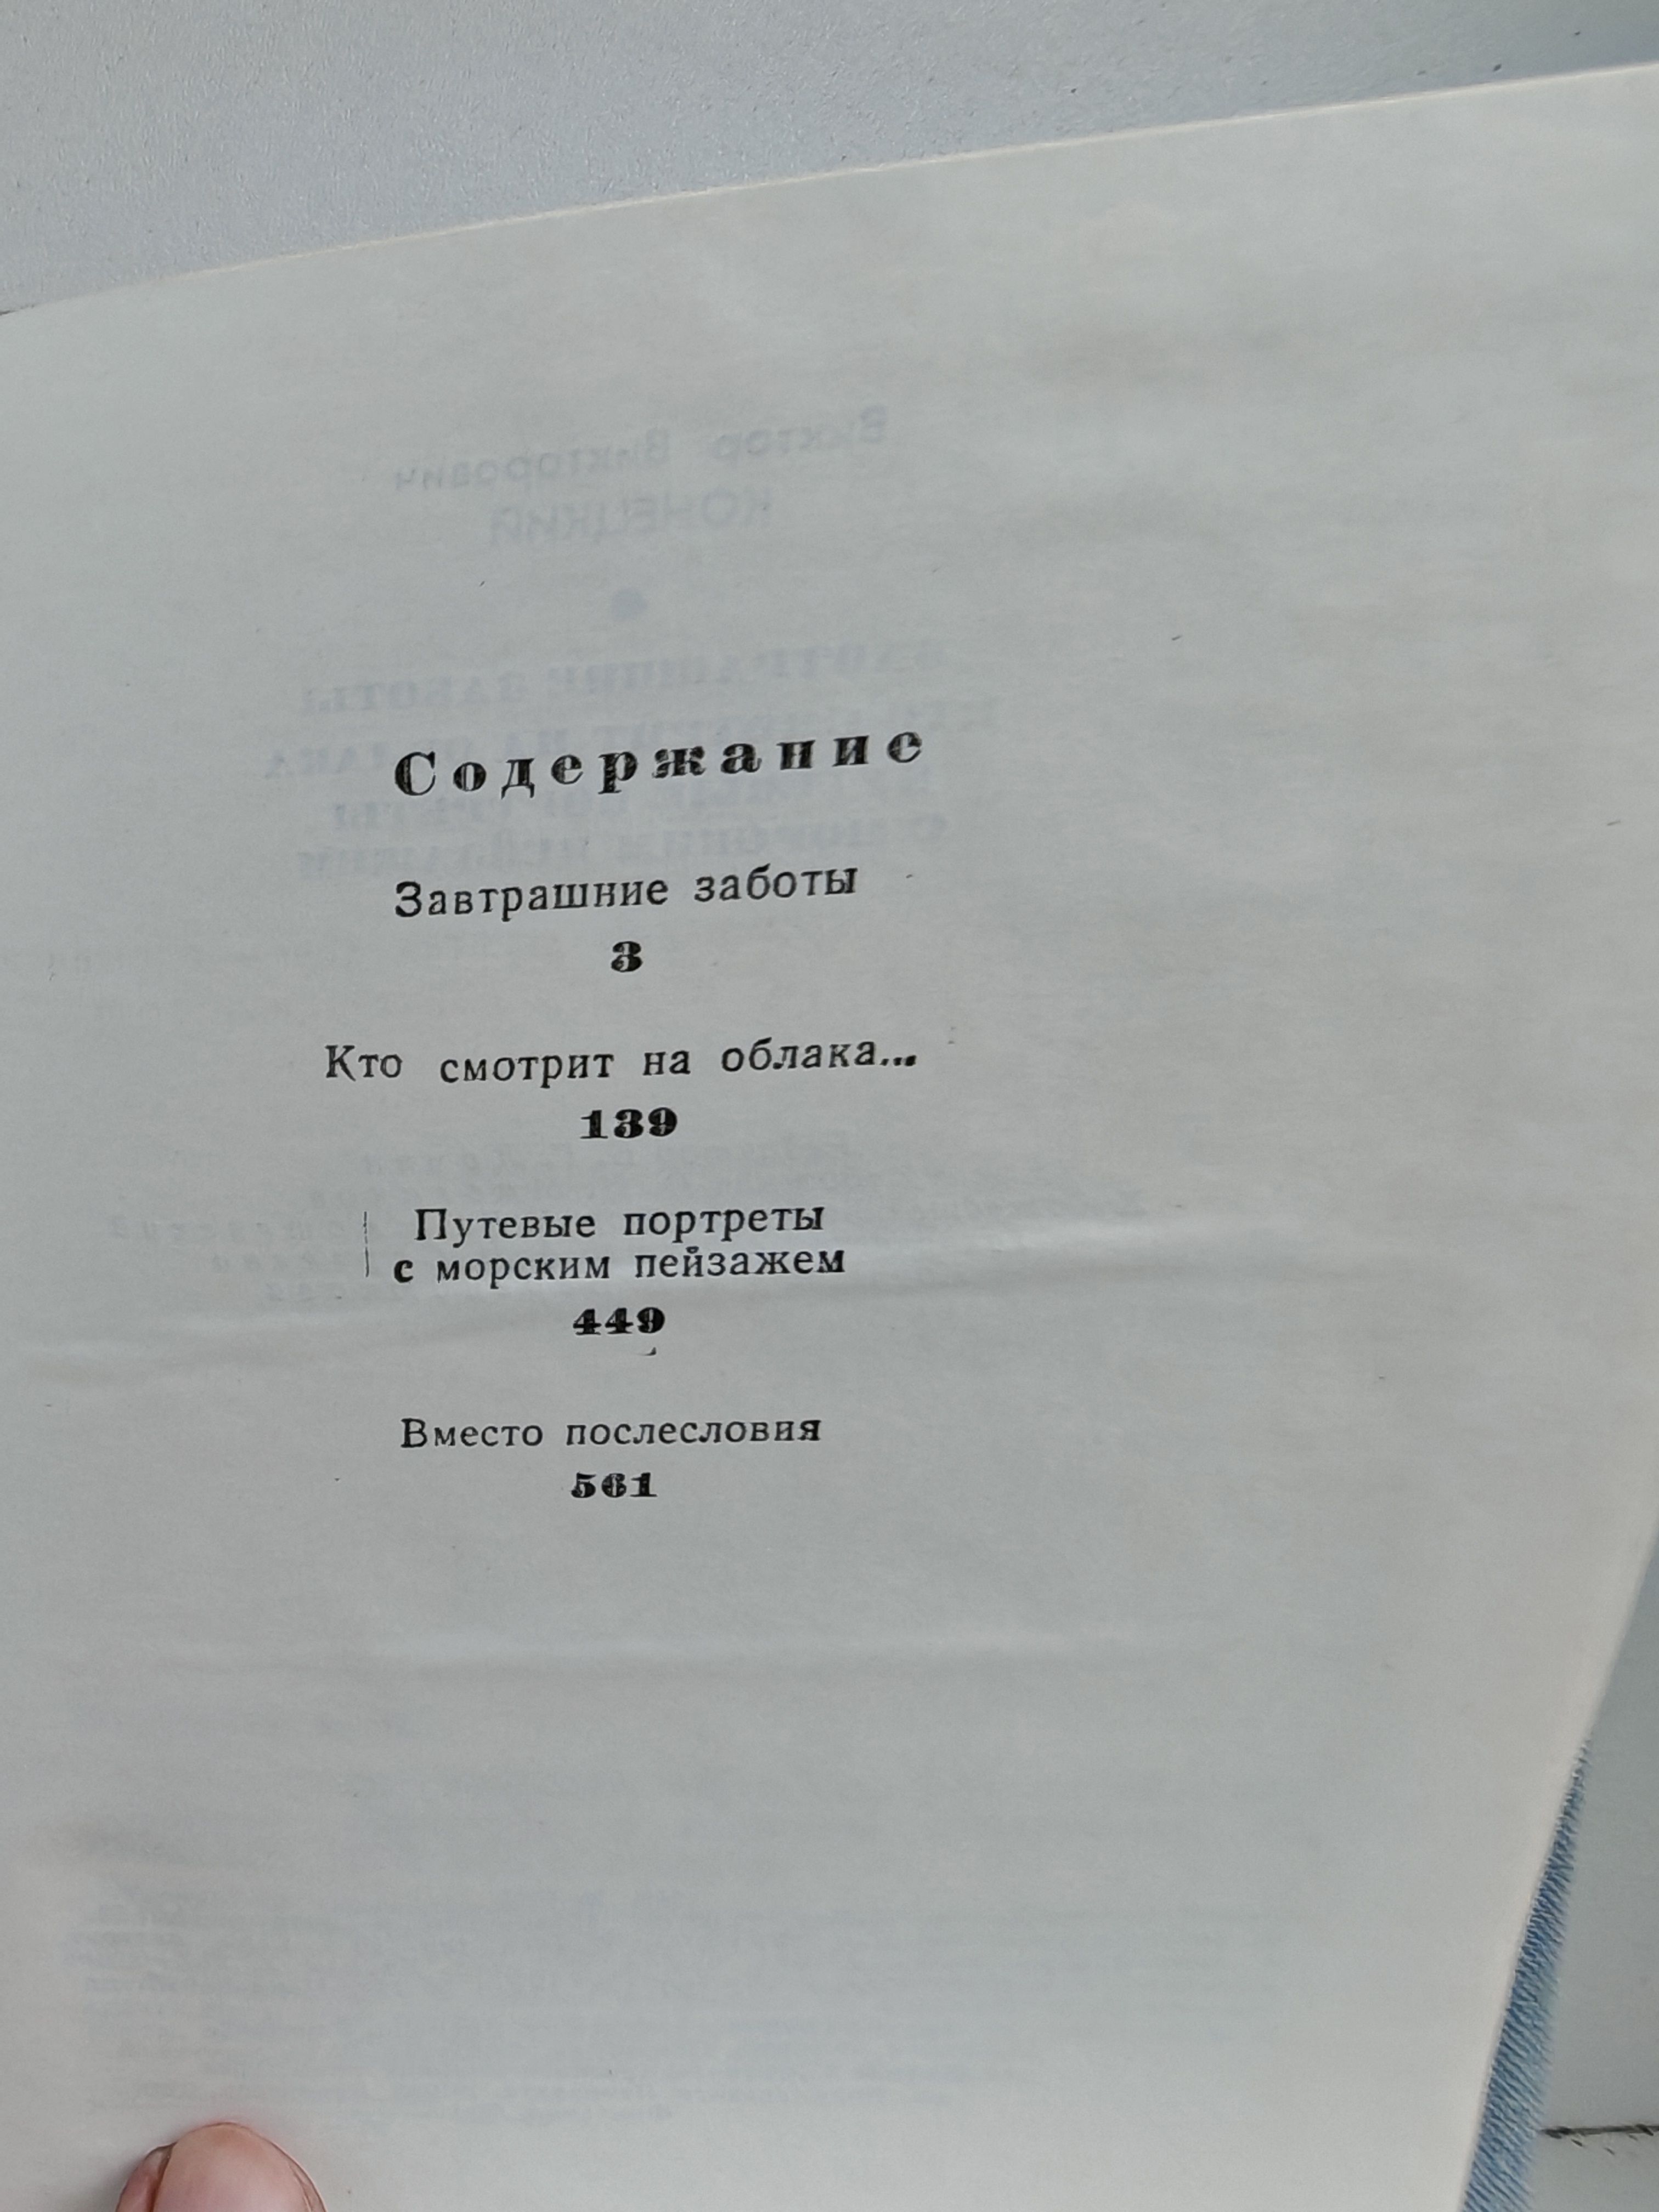 Содержание
Завтрашние заботы
3
Кто смотрит на облака...
139
Путевые портреты
с морским пейзажем
449
Вместо послесловия
561